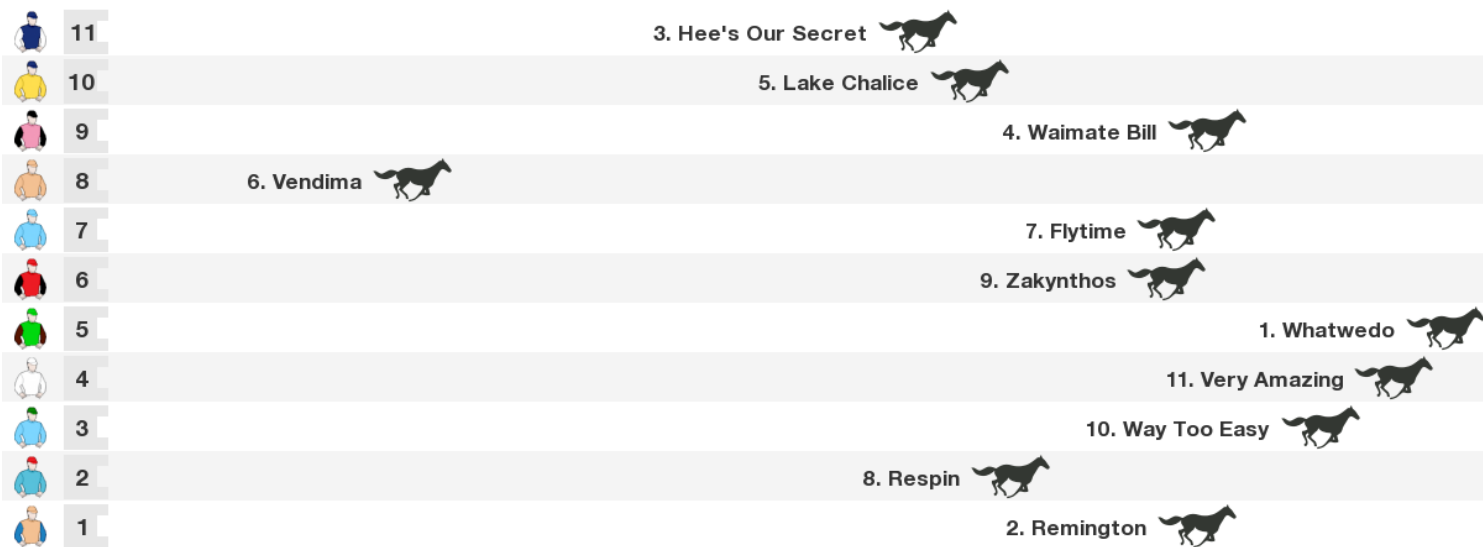 11 3. Hee's Our Secret
10 5. Lake Chalice
9 4. Waimate Bill
8 6. Vendima
7 7. Flytime
6 9. Zakynthos
5 1. Whatwedo
4 11. Very Amazing
3 10. Way Too Easy
2 8. Respin
1 2. Remington